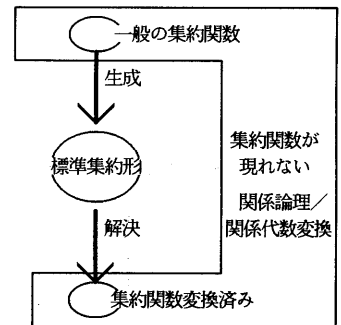 一般の集約関数
生成
標準集約形
集約関数が
現れない
関係論理／
関係代数変換
解決
集約関数変換済み